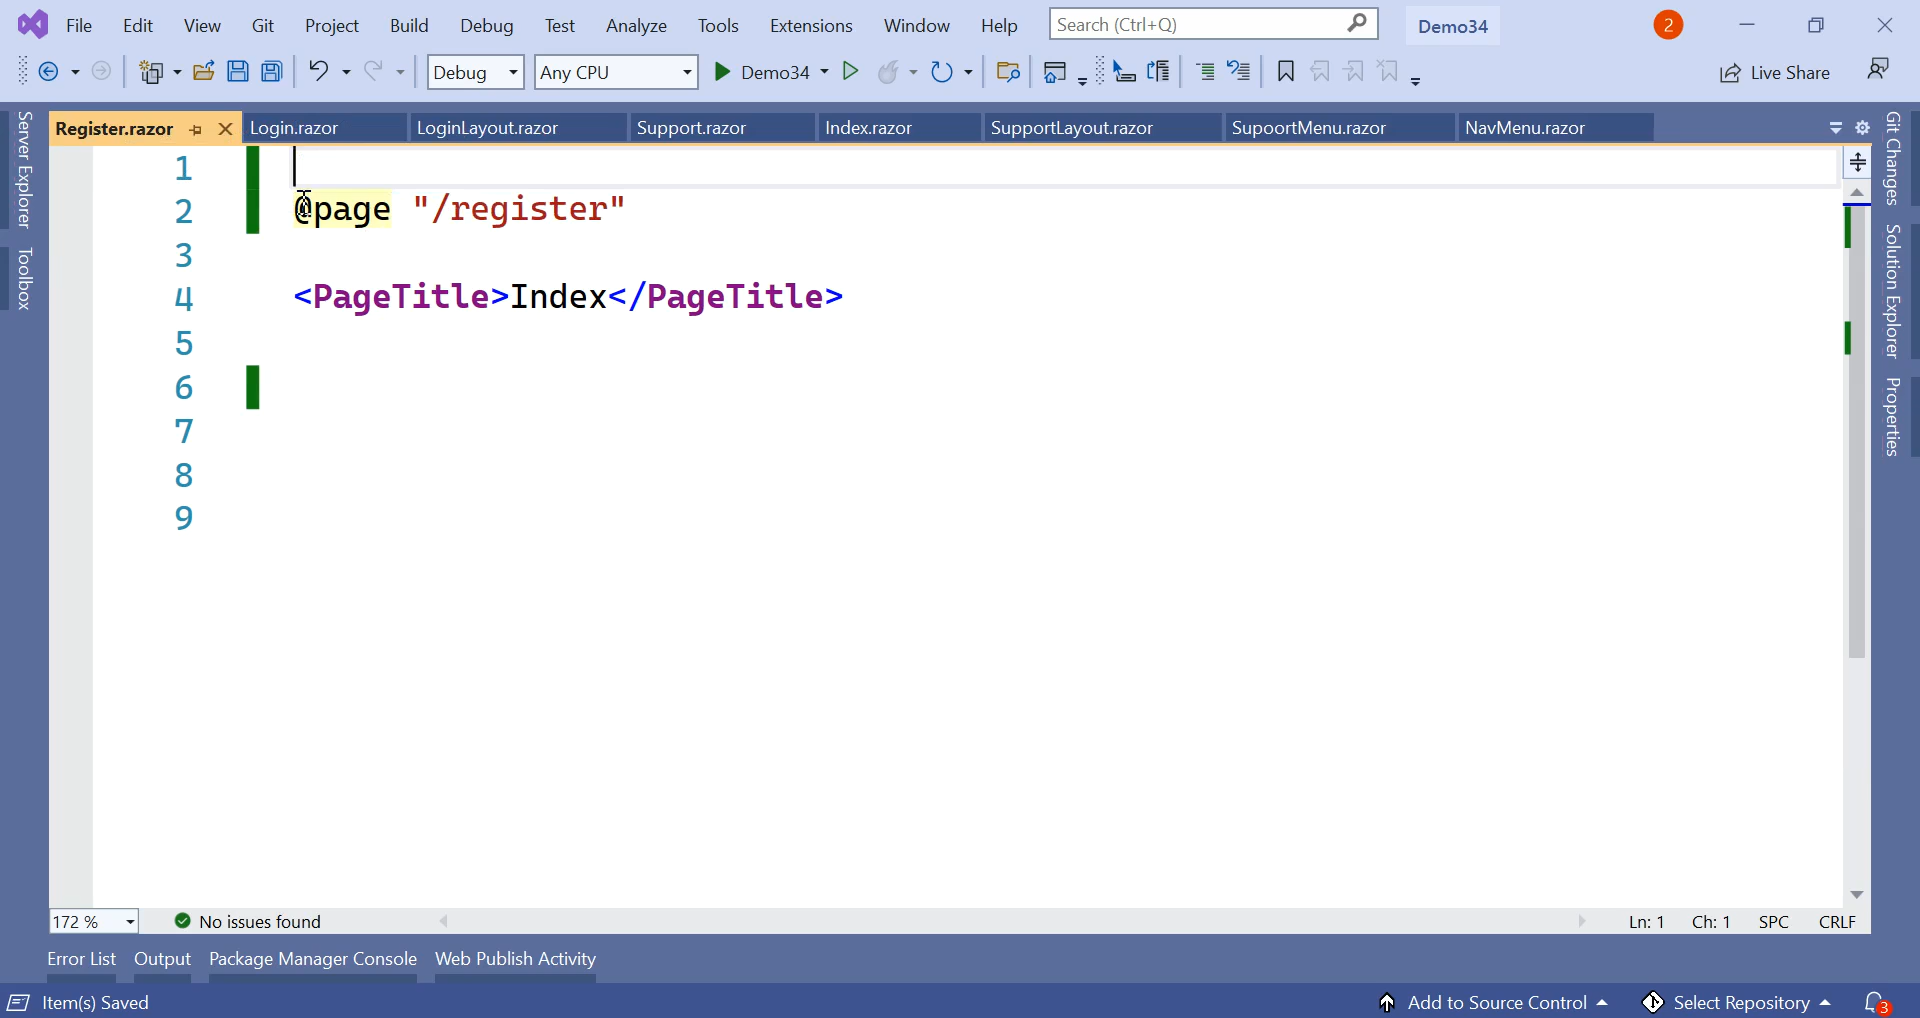 File Edit View Git Project Build Debug Test Analyze Tools Extensions Window Help Search (Ctrl+Q) Demo34 2
Debug Any CPU Demo34 Live Share
Register.razor Login.razor LoginLayout.razor Support.razor Index.razor SupportLayout.razor SupoortMenu.razor NavMenu.razor
Server Explorer
Toolbox
1
2 @page "/register"
3
4 <PageTitle>Index</PageTitle>
5
6
7
8
9
Git Changes
Solution Explorer
Properties
172 % No issues found Ln: 1 Ch: 1 SPC CRLF
Error List Output Package Manager Console Web Publish Activity
Item(s) Saved Add to Source Control Select Repository 3